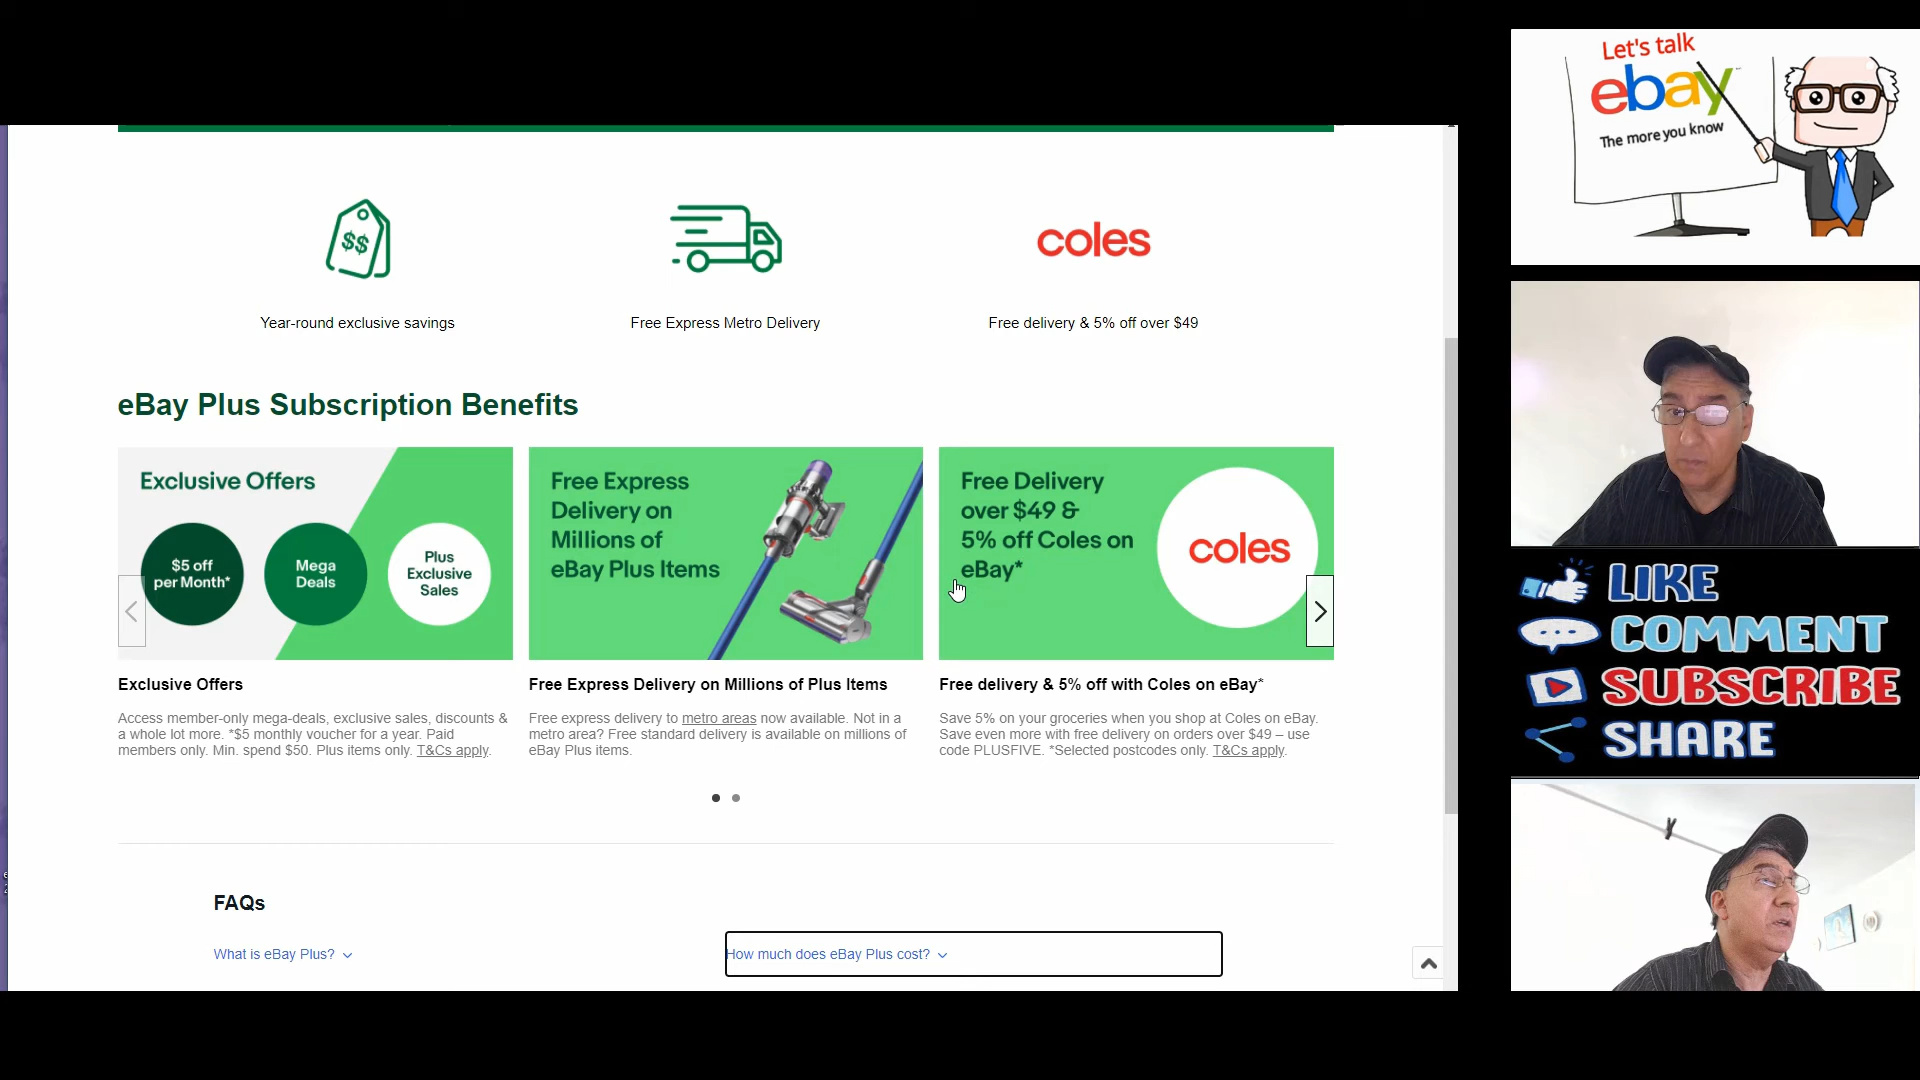 Let's talk
ebay
The more you know
$$
coles
Year-round exclusive savings
Free Express Metro Delivery
Free delivery & 5% off over $49
eBay Plus Subscription Benefits
Exclusive Offers
$5 off
per Month*
Mega
Deals
Plus
Exclusive
Sales
Free Express
Delivery on
Millions of
eBay Plus Items
Free Delivery
over $49 &
5% off Coles on
eBay*
coles
Exclusive Offers
Access member-only mega-deals, exclusive sales, discounts &
a whole lot more. *$5 monthly voucher for a year. Paid
members only. Min. spend $50. Plus items only. T&Cs apply.
Free Express Delivery on Millions of Plus Items
Free express delivery to metro areas now available. Not in a
metro area? Free standard delivery is available on millions of
eBay Plus items.
Free delivery & 5% off with Coles on eBay*
Save 5% on your groceries when you shop at Coles on eBay.
Save even more with free delivery on orders over $49 – use
code PLUSFIVE. *Selected postcodes only. T&Cs apply.
FAQs
What is eBay Plus?
How much does eBay Plus cost?
LIKE
COMMENT
SUBSCRIBE
SHARE